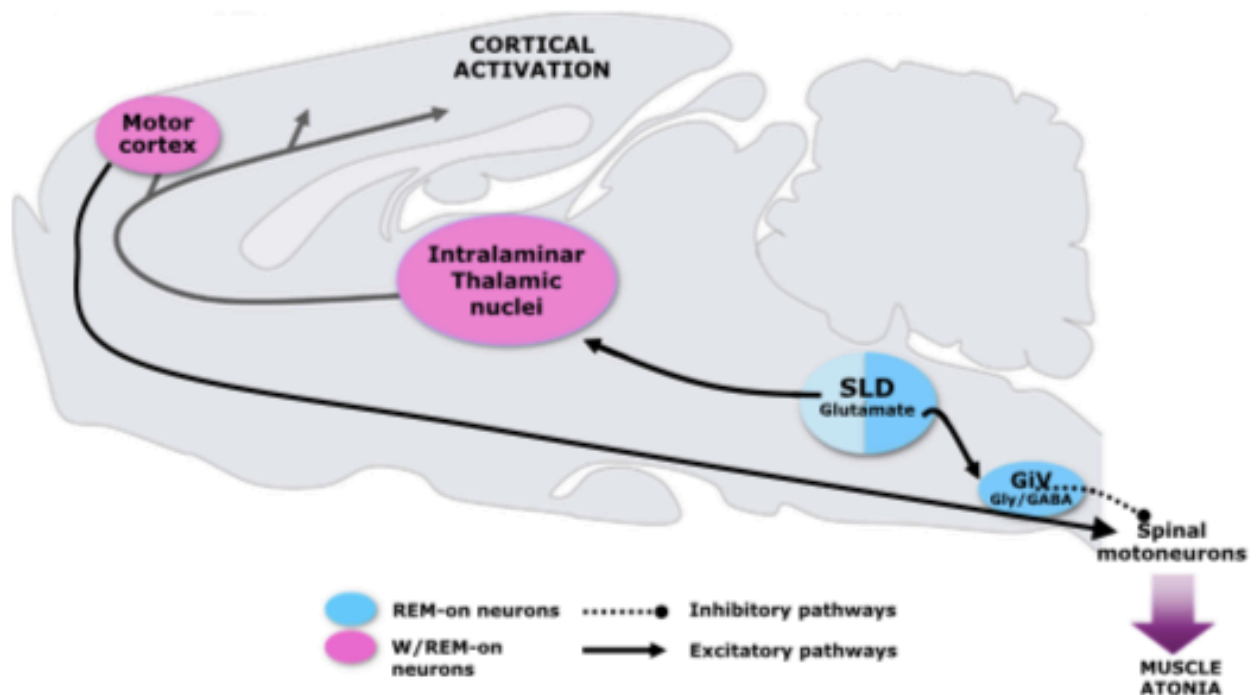 CORTICAL
ACTIVATION
Motor
cortex
Intralaminar
Thalamic
nuclei
SLD
Glutamate
GiV
Gly/GABA
Spinal
motoneurons
REM-on neurons
Inhibitory pathways
W/REM-on
neurons
Excitatory pathways
MUSCLE
ATONIA